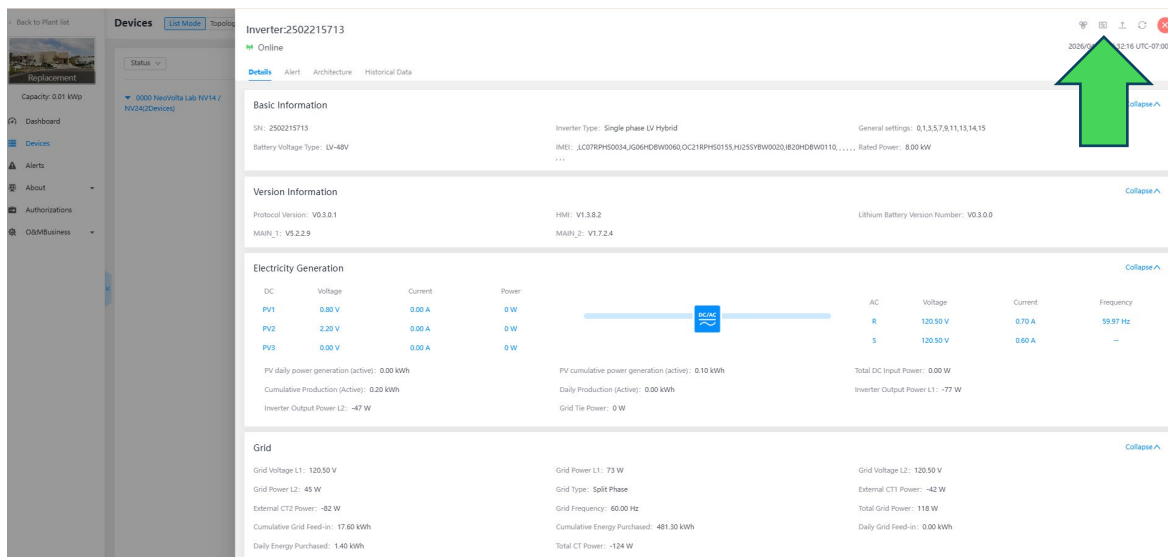 Back to Plant list
Replacement
Capacity: 0.01 kWp
Dashboard
Devices
Alerts
About
Authorizations
O&MBusiness
Devices List Mode Topolog
Status
0000 NeoVolta Lab NV14 /
NV24(2Devices)
Inverter:2502215713
Online
2026/04 32:16 UTC-07:00
Details Alert Architecture Historical Data
Basic Information Collapse
SN: 2502215713 Inverter Type: Single phase LV Hybrid General settings: 0,1,3,5,7,9,11,13,14,15
Battery Voltage Type: LV-48V IMEI: ,LC07RPHS0034,JG06HDBW0060,OC21RPHS0155,HJ25SYBW0020,IB20HDBW0110, , , , , Rated Power: 8.00 kW
, , ,
Version Information Collapse
Protocol Version: V0.3.0.1 HMI: V1.3.8.2 Lithium Battery Version Number: V0.3.0.0
MAIN_1: V5.2.2.9 MAIN_2: V1.7.2.4
Electricity Generation Collapse
DC Voltage Current Power
PV1 0.80 V 0.00 A 0 W
PV2 2.20 V 0.00 A 0 W
PV3 0.00 V 0.00 A 0 W
DC/AC
AC Voltage Current Frequency
R 120.50 V 0.70 A 59.97 Hz
S 120.50 V 0.60 A --
PV daily power generation (active): 0.00 kWh PV cumulative power generation (active): 0.10 kWh Total DC Input Power: 0.00 W
Cumulative Production (Active): 0.20 kWh Daily Production (Active): 0.00 kWh Inverter Output Power L1: -77 W
Inverter Output Power L2: -47 W Grid Tie Power: 0 W
Grid Collapse
Grid Voltage L1: 120.50 V Grid Power L1: 73 W Grid Voltage L2: 120.50 V
Grid Power L2: 45 W Grid Type: Split Phase External CT1 Power: -42 W
External CT2 Power: -82 W Grid Frequency: 60.00 Hz Total Grid Power: 118 W
Cumulative Grid Feed-in: 17.60 kWh Cumulative Energy Purchased: 481.30 kWh Daily Grid Feed-in: 0.00 kWh
Daily Energy Purchased: 1.40 kWh Total CT Power: -124 W